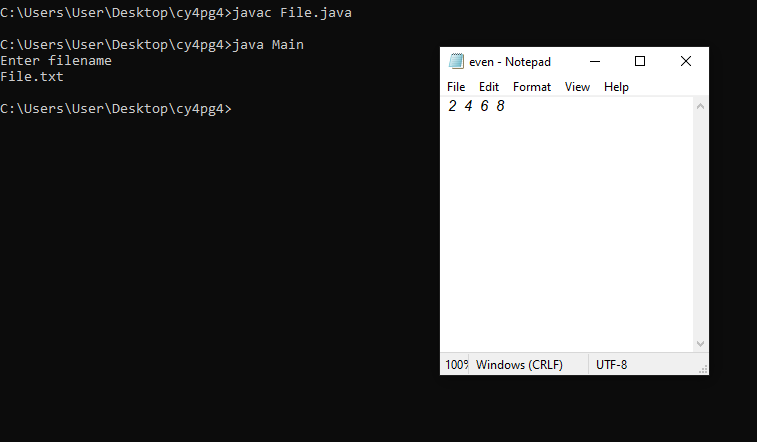 C:\Users\User\Desktop\cy4pg4>javac File.java
C:\Users\User\Desktop\cy4pg4>java Main
Enter filename
File.txt
C:\Users\User\Desktop\cy4pg4>
even - Notepad
File Edit Format View Help
2 4 6 8
100% Windows (CRLF) UTF-8